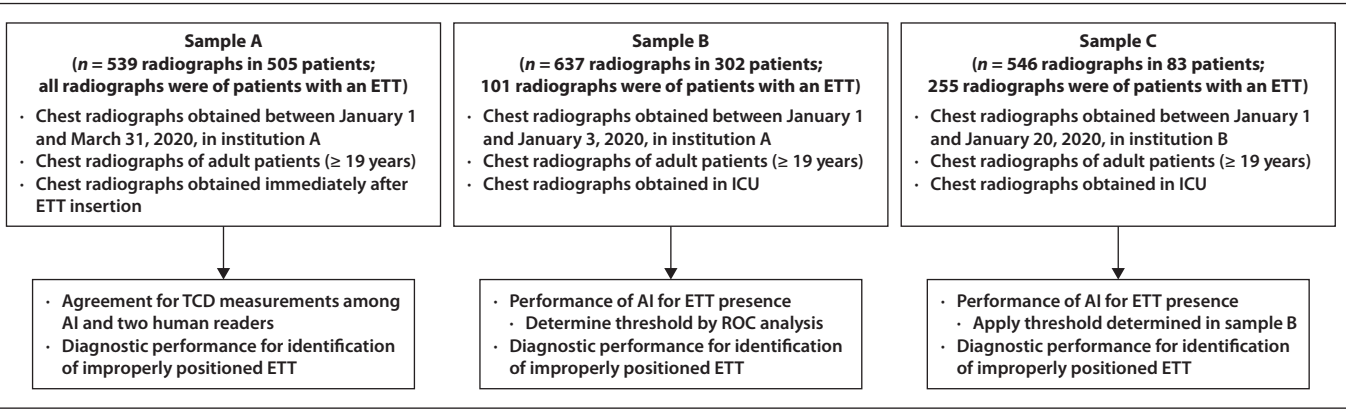 Sample A
(n = 539 radiographs in 505 patients;
all radiographs were of patients with an ETT)
· Chest radiographs obtained between January 1
and March 31, 2020, in institution A
· Chest radiographs of adult patients (≥ 19 years)
· Chest radiographs obtained immediately after
ETT insertion
· Agreement for TCD measurements among
AI and two human readers
· Diagnostic performance for identification
of improperly positioned ETT
Sample B
(n = 637 radiographs in 302 patients;
101 radiographs were of patients with an ETT)
· Chest radiographs obtained between January 1
and January 3, 2020, in institution A
· Chest radiographs of adult patients (≥ 19 years)
· Chest radiographs obtained in ICU
· Performance of AI for ETT presence
· Determine threshold by ROC analysis
· Diagnostic performance for identification
of improperly positioned ETT
Sample C
(n = 546 radiographs in 83 patients;
255 radiographs were of patients with an ETT)
· Chest radiographs obtained between January 1
and January 20, 2020, in institution B
· Chest radiographs of adult patients (≥ 19 years)
· Chest radiographs obtained in ICU
· Performance of AI for ETT presence
· Apply threshold determined in sample B
· Diagnostic performance for identification
of improperly positioned ETT